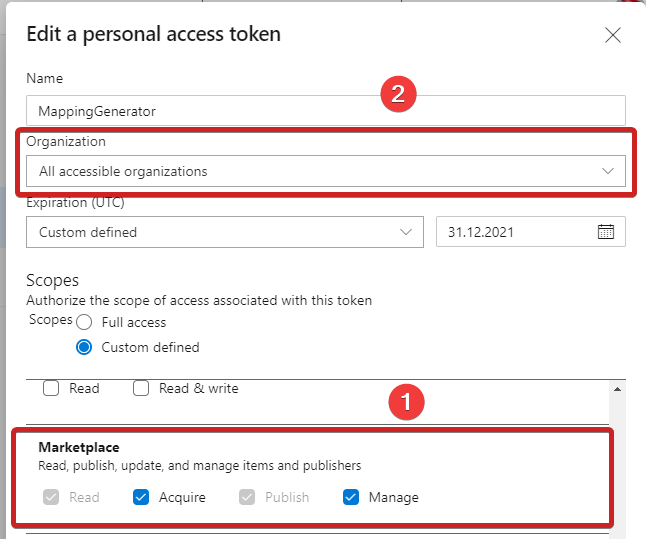 Edit a personal access token
Name
2
MappingGenerator
Organization
All accessible organizations
Expiration (UTC)
Custom defined 31.12.2021
Scopes
Authorize the scope of access associated with this token
Scopes Full access
Custom defined
Read Read & write
1
Marketplace
Read, publish, update, and manage items and publishers
Read Acquire Publish Manage